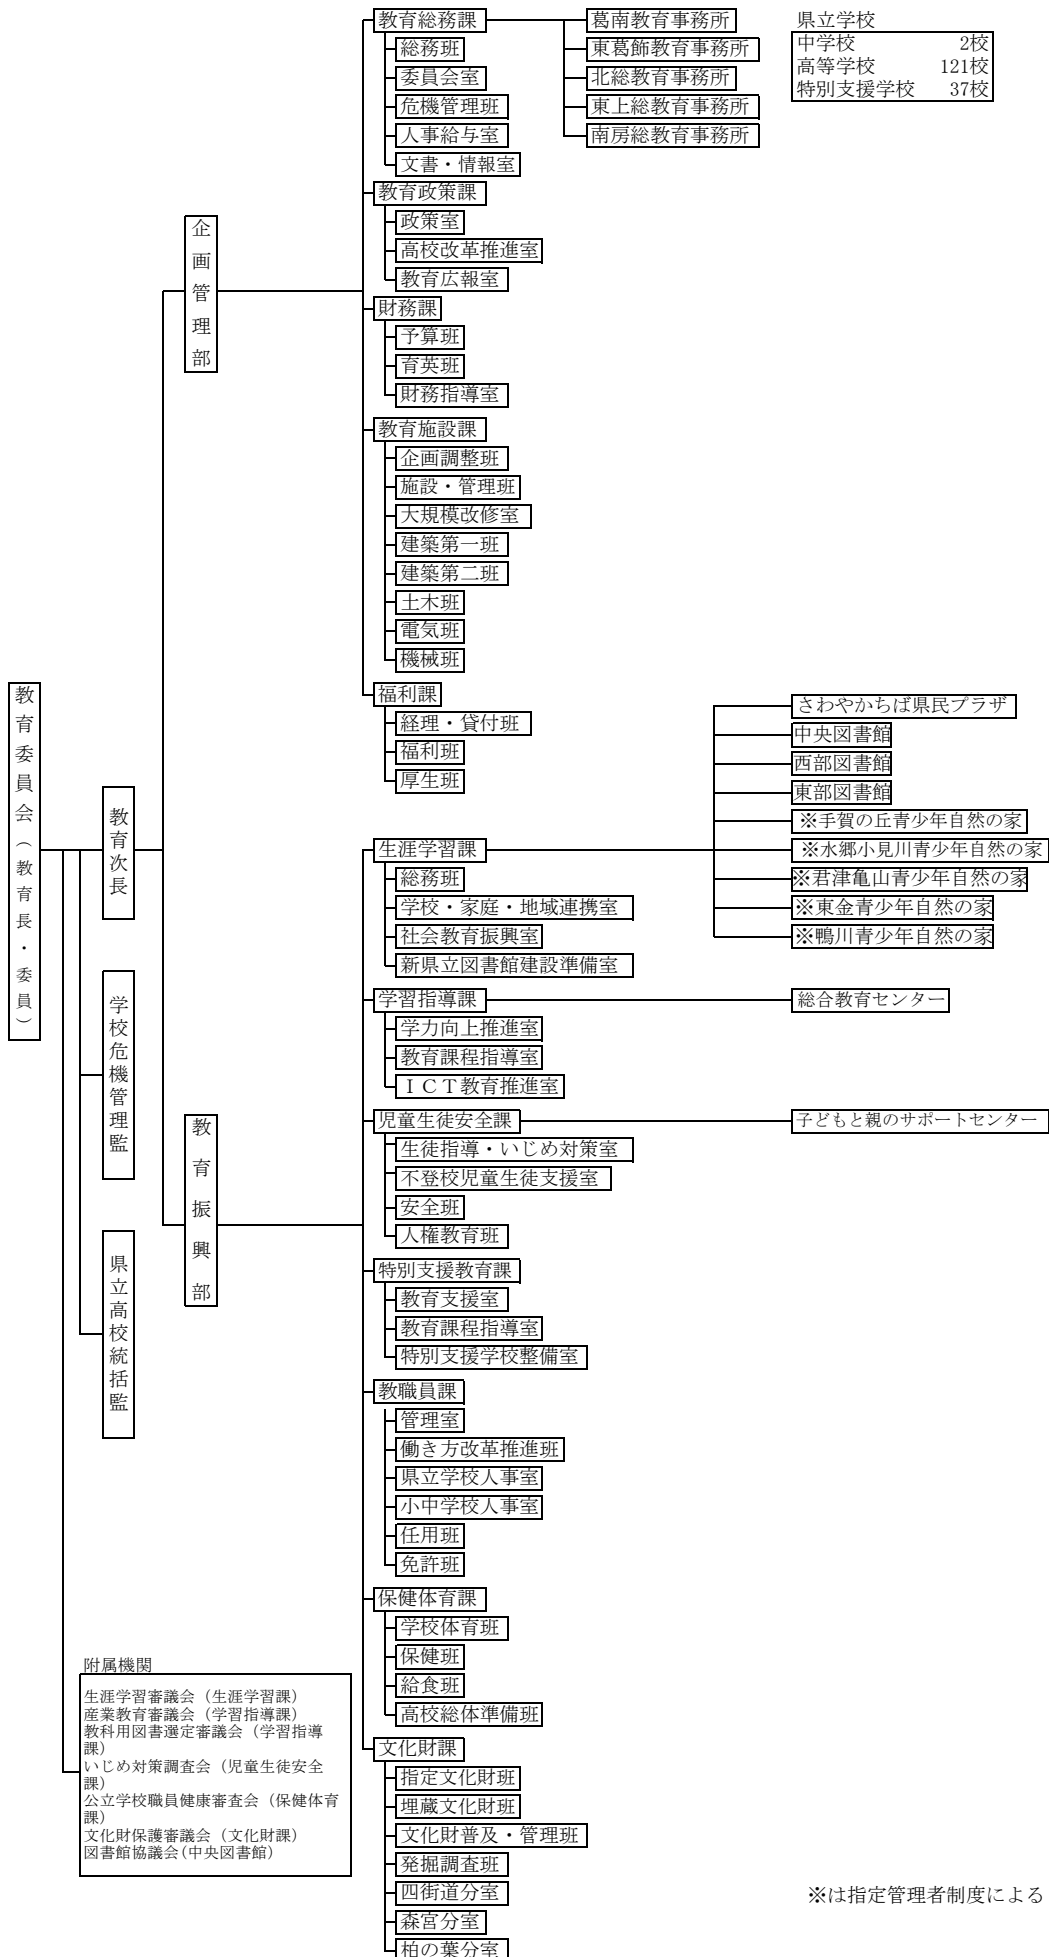 教育委員会（教育長・委員）
教育次長
学校危機管理監
県立高校統括監
附属機関
生涯学習審議会（生涯学習課）
産業教育審議会（学習指導課）
教科用図書選定審議会（学習指導
課）
いじめ対策調査会（児童生徒安全
課）
公立学校職員健康審査会（保健体育
課）
文化財保護審議会（文化財課）
図書館協議会(中央図書館）
企画管理部
教育総務課
総務班
委員会室
危機管理班
人事給与室
文書・情報室
葛南教育事務所
東葛飾教育事務所
北総教育事務所
東上総教育事務所
南房総教育事務所
県立学校
中学校 2校
高等学校 121校
特別支援学校 37校
教育政策課
政策室
高校改革推進室
教育広報室
財務課
予算班
育英班
財務指導室
教育施設課
企画調整班
施設・管理班
大規模改修室
建築第一班
建築第二班
土木班
電気班
機械班
福利課
経理・貸付班
福利班
厚生班
教育振興部
生涯学習課
総務班
学校・家庭・地域連携室
社会教育振興室
新県立図書館建設準備室
さわやかちば県民プラザ
中央図書館
西部図書館
東部図書館
※手賀の丘青少年自然の家
※水郷小見川青少年自然の家
※君津亀山青少年自然の家
※東金青少年自然の家
※鴨川青少年自然の家
学習指導課
学力向上推進室
教育課程指導室
ＩＣＴ教育推進室
総合教育センター
児童生徒安全課
生徒指導・いじめ対策室
不登校児童生徒支援室
安全班
人権教育班
子どもと親のサポートセンター
特別支援教育課
教育支援室
教育課程指導室
特別支援学校整備室
教職員課
管理室
働き方改革推進班
県立学校人事室
小中学校人事室
任用班
免許班
保健体育課
学校体育班
保健班
給食班
高校総体準備班
文化財課
指定文化財班
埋蔵文化財班
文化財普及・管理班
発掘調査班
四街道分室
森宮分室
柏の葉分室
※は指定管理者制度による